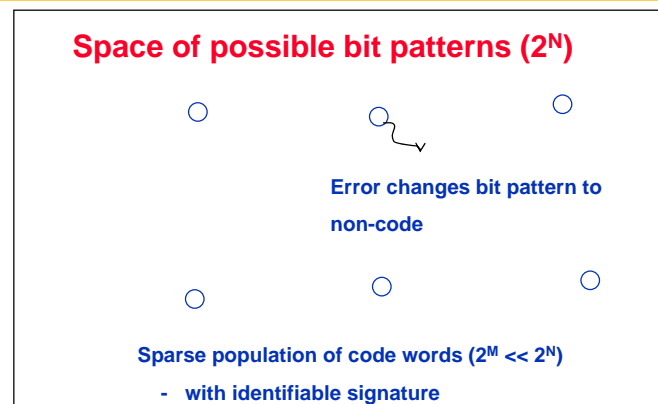 Space of possible bit patterns (2ᴺ)
Error changes bit pattern to
non-code
Sparse population of code words (2ᴹ << 2ᴺ)
- with identifiable signature